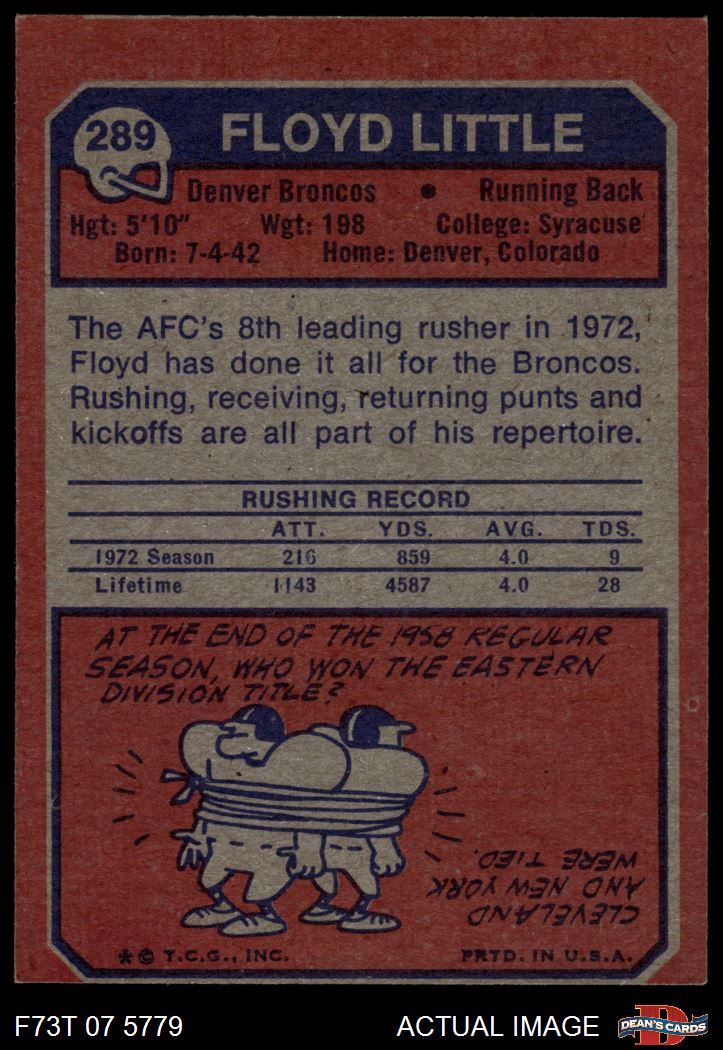 289
FLOYD LITTLE
Denver Broncos • Running Back
Hgt: 5'10" Wgt: 198 College: Syracuse
Born: 7-4-42 Home: Denver, Colorado
The AFC's 8th leading rusher in 1972,
Floyd has done it all for the Broncos.
Rushing, receiving, returning punts and
kickoffs are all part of his repertoire.
RUSHING RECORD
ATT. YDS. AVG. TDS.
1972 Season 216 859 4.0 9
Lifetime 1143 4587 4.0 28
AT THE END OF THE 1958 REGULAR
SEASON, WHO WON THE EASTERN
DIVISION TITLE?
CLEVELAND
AND NEW YORK
WERE TIED.
* © T.C.G., INC. PRTD. IN U.S.A.
F73T 07 5779 ACTUAL IMAGE
D
DEAN'S CARDS